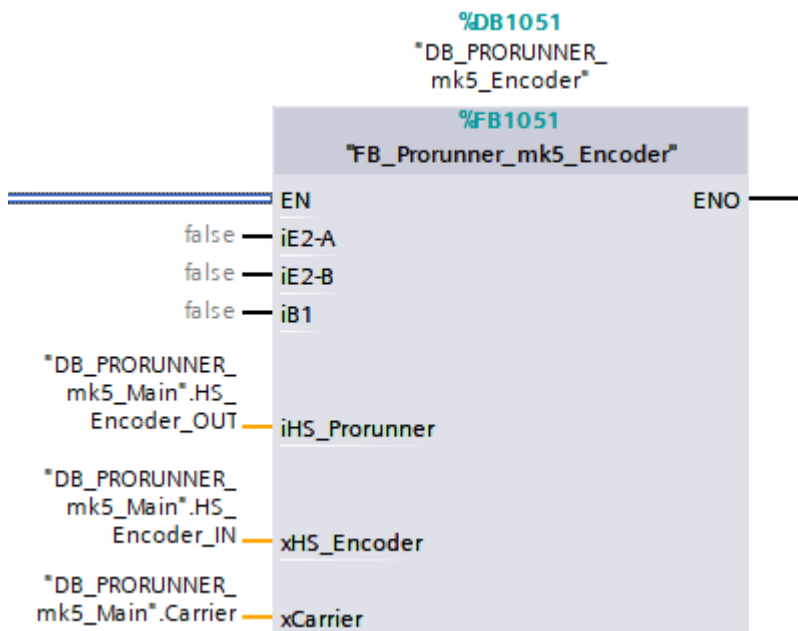 %DB1051
"DB_PRORUNNER_
mk5_Encoder"
%FB1051
"FB_Prorunner_mk5_Encoder"
EN ENO
false iE2-A
false iE2-B
false iB1
"DB_PRORUNNER_
mk5_Main".HS_
Encoder_OUT iHS_Prorunner
"DB_PRORUNNER_
mk5_Main".HS_
Encoder_IN xHS_Encoder
"DB_PRORUNNER_
mk5_Main".Carrier xCarrier